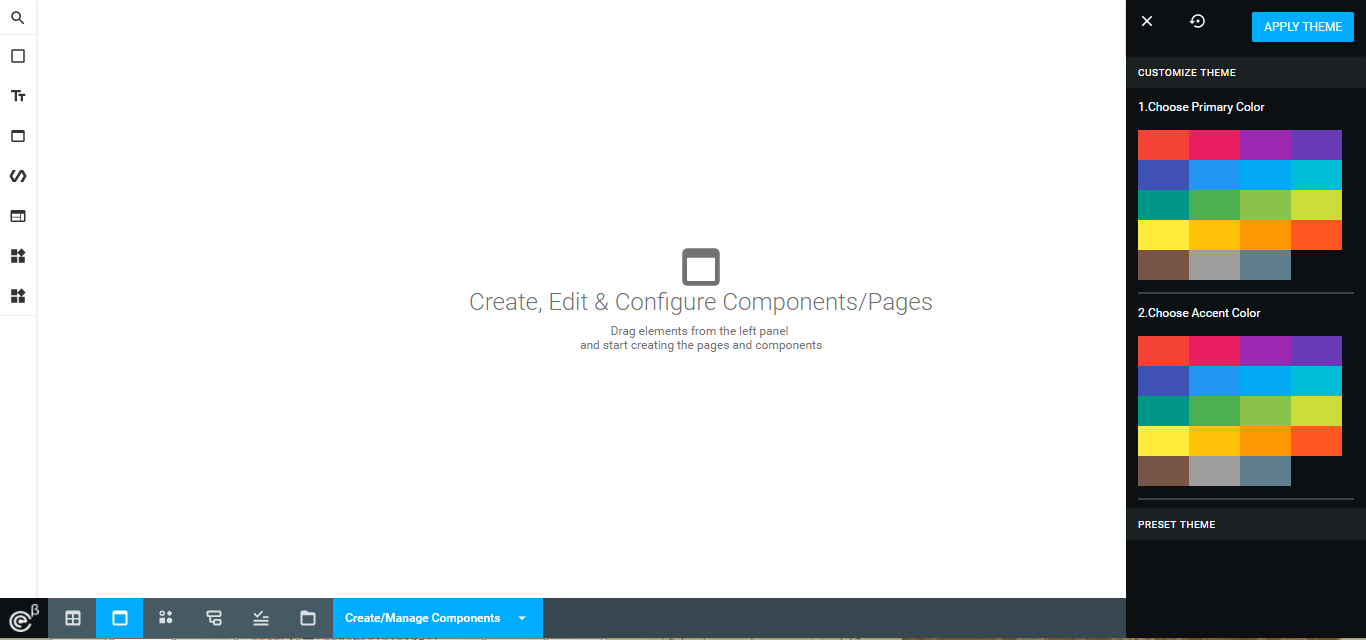 APPLY THEME
CUSTOMIZE THEME
1.Choose Primary Color
2.Choose Accent Color
PRESET THEME
Create, Edit & Configure Components/Pages
Drag elements from the left panel
and start creating the pages and components
Tт
β
Create/Manage Components